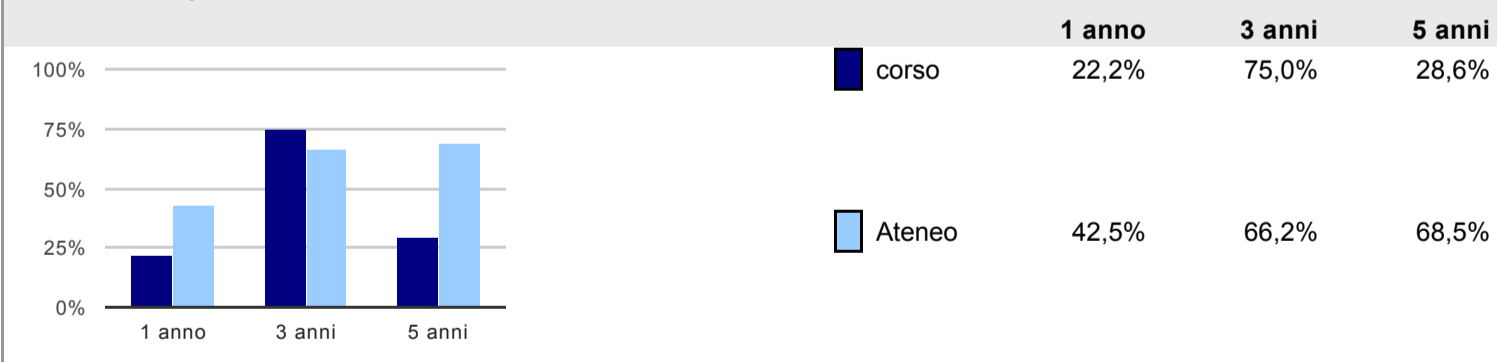 1 anno 3 anni 5 anni
corso 22,2% 75,0% 28,6%
Ateneo 42,5% 66,2% 68,5%
100%
75%
50%
25%
0%
1 anno 3 anni 5 anni